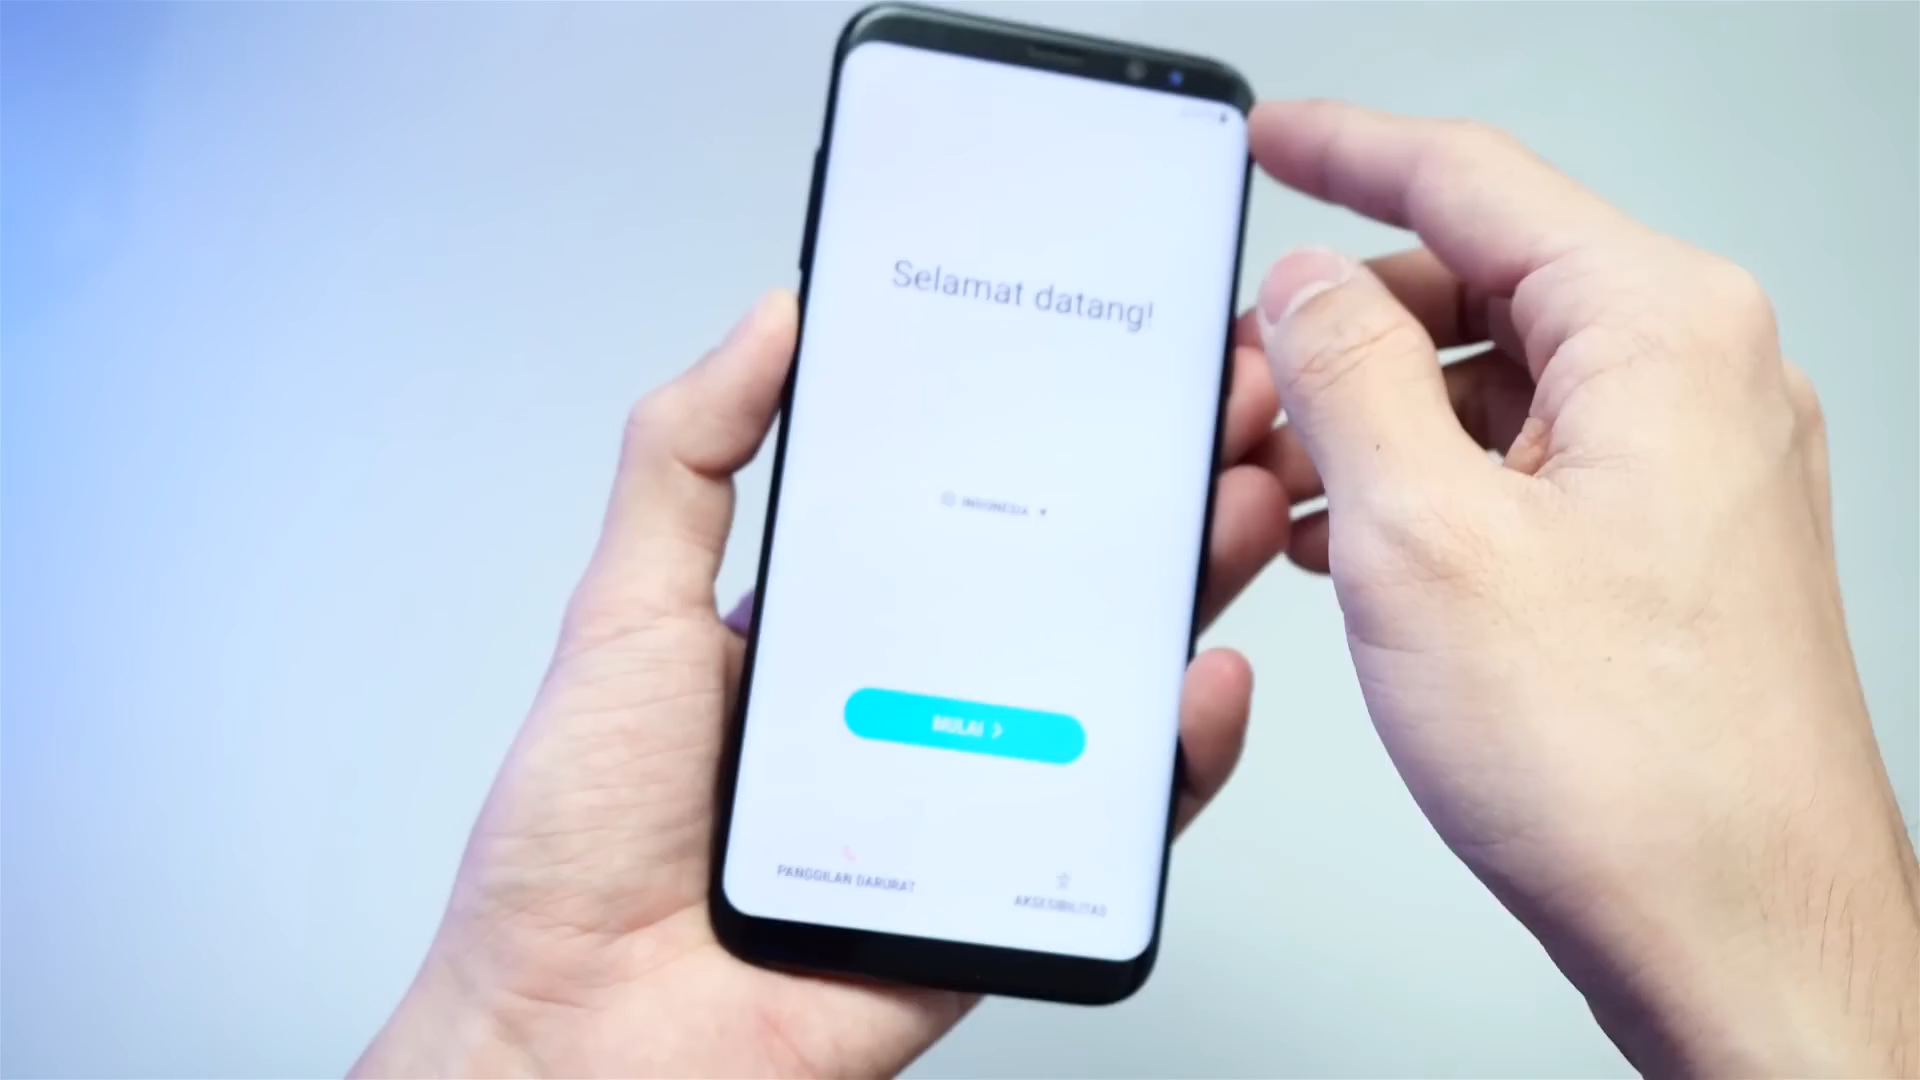 Selamat datang!
INDONESIA
MULAI
PANGGILAN DARURAT
AKSESIBILITAS